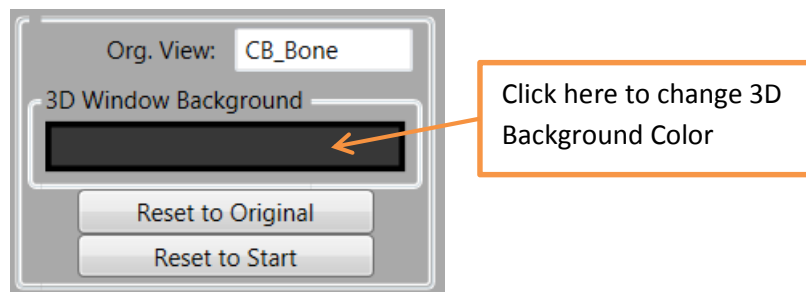 Org. View: CB_Bone
3D Window Background
Click here to change 3D
Background Color
Reset to Original
Reset to Start